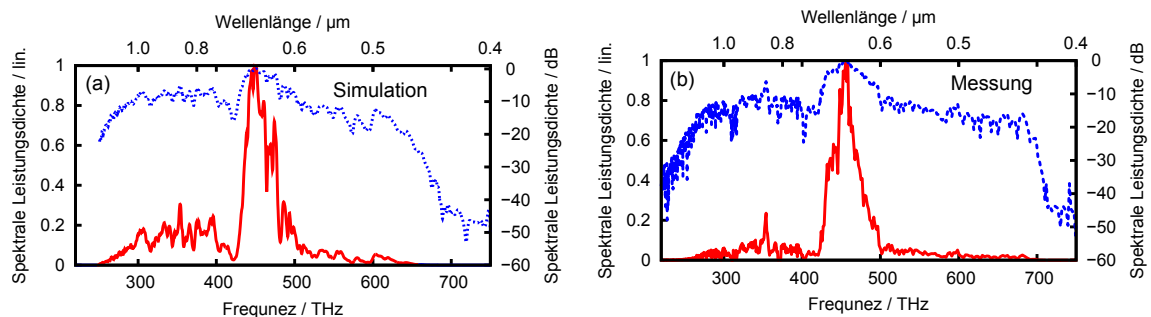 Wellenlänge / μm
1.0 0.8 0.6 0.5 0.4
Spektrale Leistungsdichte / lin.
1
0.8
0.6
0.4
0.2
0
(a)
Simulation
0
−10
−20
−30
−40
−50
−60
Spektrale Leistungsdichte / dB
300 400 500 600 700
Frequnez / THz
Wellenlänge / μm
1.0 0.8 0.6 0.5 0.4
Spektrale Leistungsdichte / lin.
1
0.8
0.6
0.4
0.2
0
(b)
Messung
0
−10
−20
−30
−40
−50
−60
Spektrale Leistungsdichte / dB
300 400 500 600 700
Frequnez / THz